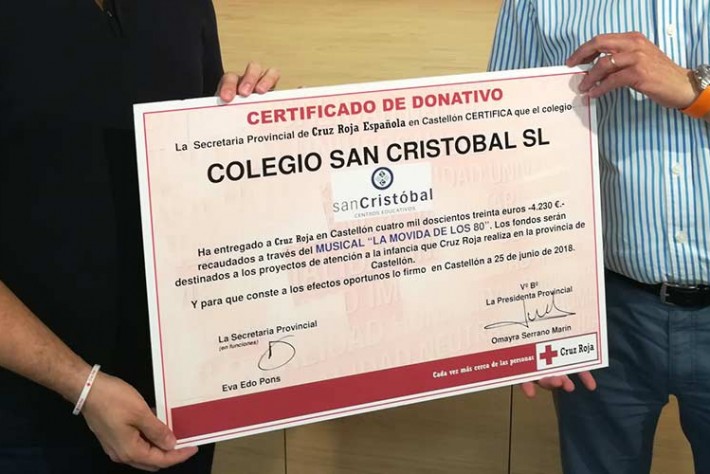 CERTIFICADO DE DONATIVO
La Secretaria Provincial de Cruz Roja Española en Castellón CERTIFICA que el colegio
COLEGIO SAN CRISTOBAL SL
sanCristóbal
CENTROS EDUCATIVOS
Ha entregado a Cruz Roja en Castellón cuatro mil doscientos treinta euros -4.230 €.-
recaudados a través del MUSICAL "LA MOVIDA DE LOS 80". Los fondos serán
destinados a los proyectos de atención a la infancia que Cruz Roja realiza en la provincia de
Castellón.
Y para que conste a los efectos oportunos lo firmo en Castellón a 25 de junio de 2018.
La Secretaria Provincial
(en funciones)
Eva Edo Pons
Vº Bº
La Presidenta Provincial
Omayra Serrano Marín
Cada vez más cerca de las personas
Cruz Roja